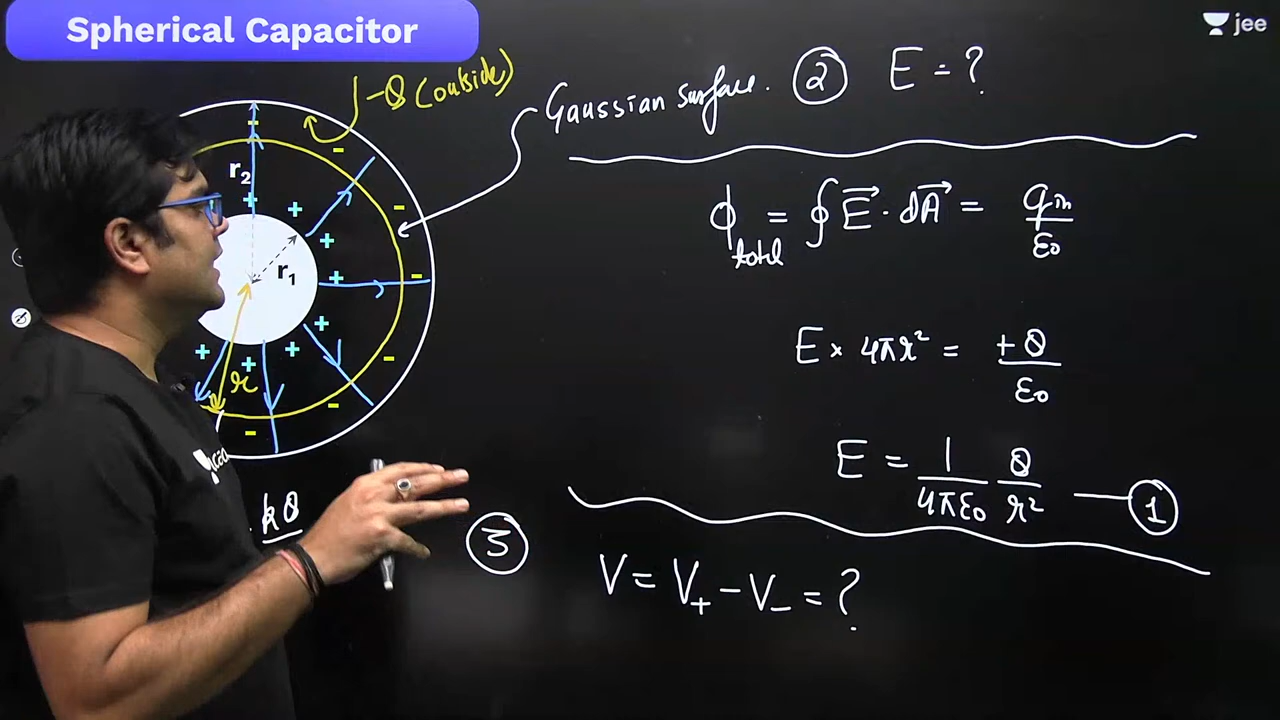 Spherical Capacitor
jee
-Q (outside)
Gaussian surface.
② E = ?
r₂
r₁
r
ϕtotal = ∮E⃗ · dA⃗ = qin/ε₀
E × 4πr² = +Q/ε₀
E = 1/4πε₀ Q/r² — ①
kQ
③ V = V₊ - V₋ = ?